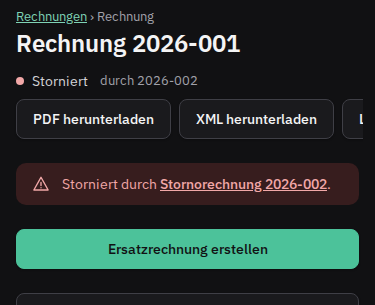 Rechnungen › Rechnung
Rechnung 2026-001
Storniert durch 2026-002
PDF herunterladen XML herunterladen
Storniert durch Stornorechnung 2026-002.
Ersatzrechnung erstellen